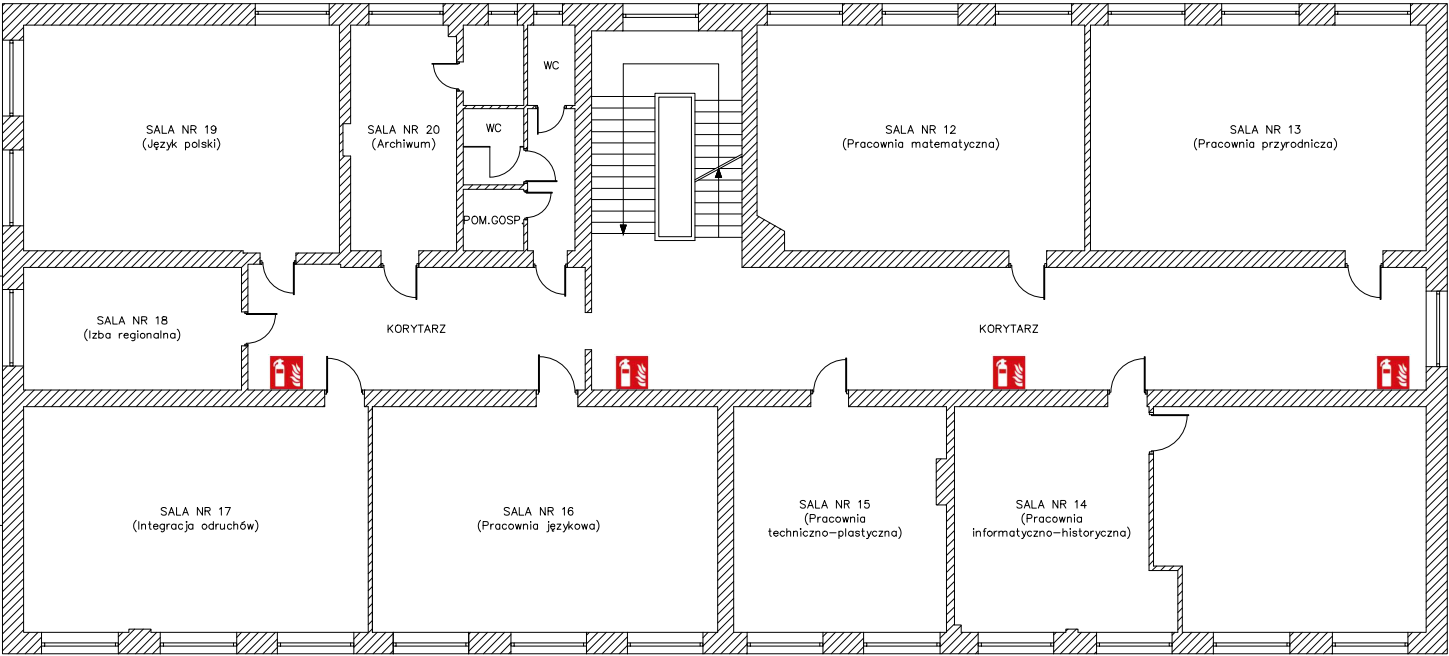 WC
SALA NR 19
(Język polski)
SALA NR 20
(Archiwum)
WC
SALA NR 12
(Pracownia matematyczna)
SALA NR 13
(Pracownia przyrodnicza)
POM.GOSP
SALA NR 18
(Izba regionalna)
KORYTARZ
KORYTARZ
SALA NR 17
(Integracja odruchów)
SALA NR 16
(Pracownia językowa)
SALA NR 15
(Pracownia
techniczno-plastyczna)
SALA NR 14
(Pracownia
informatyczno-historyczna)